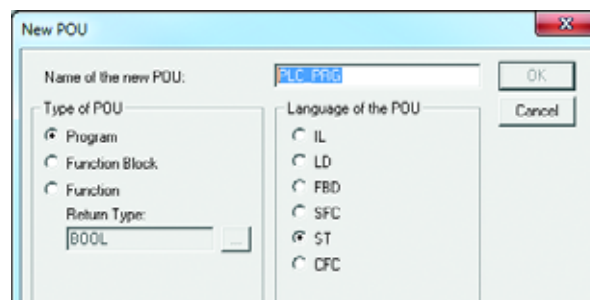 New POU
Name of the new POU:
PLC_PRG
OK
Cancel
Type of POU
Program
Function Block
Function
Return Type:
BOOL
...
Language of the POU
IL
LD
FBD
SFC
ST
CFC